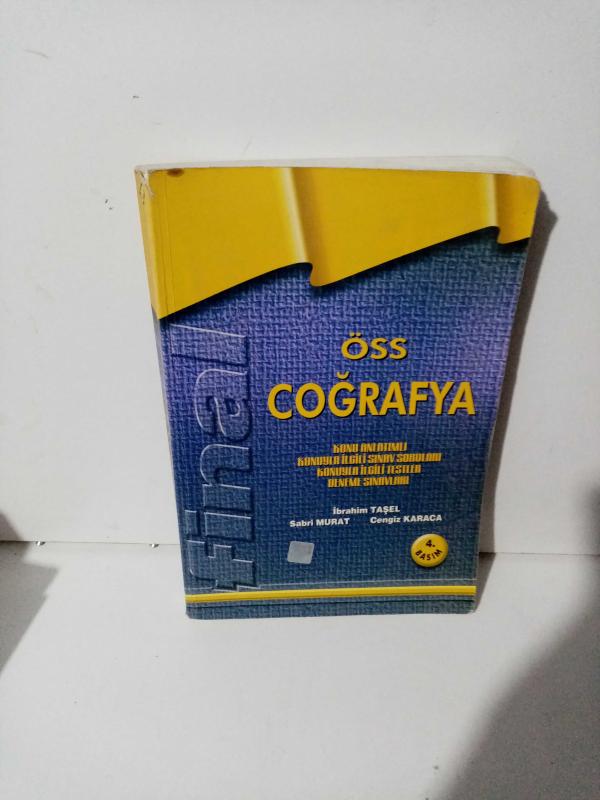 final
ÖSS
COĞRAFYA
KONU ANLATIMLI
KONUYLA İLGİLİ SINAV SORULARI
KONUYLA İLGİLİ TESTLER
DENEME SINAVLARI
İbrahim TAŞEL
Sabri MURAT Cengiz KARACA
4.
BASIM